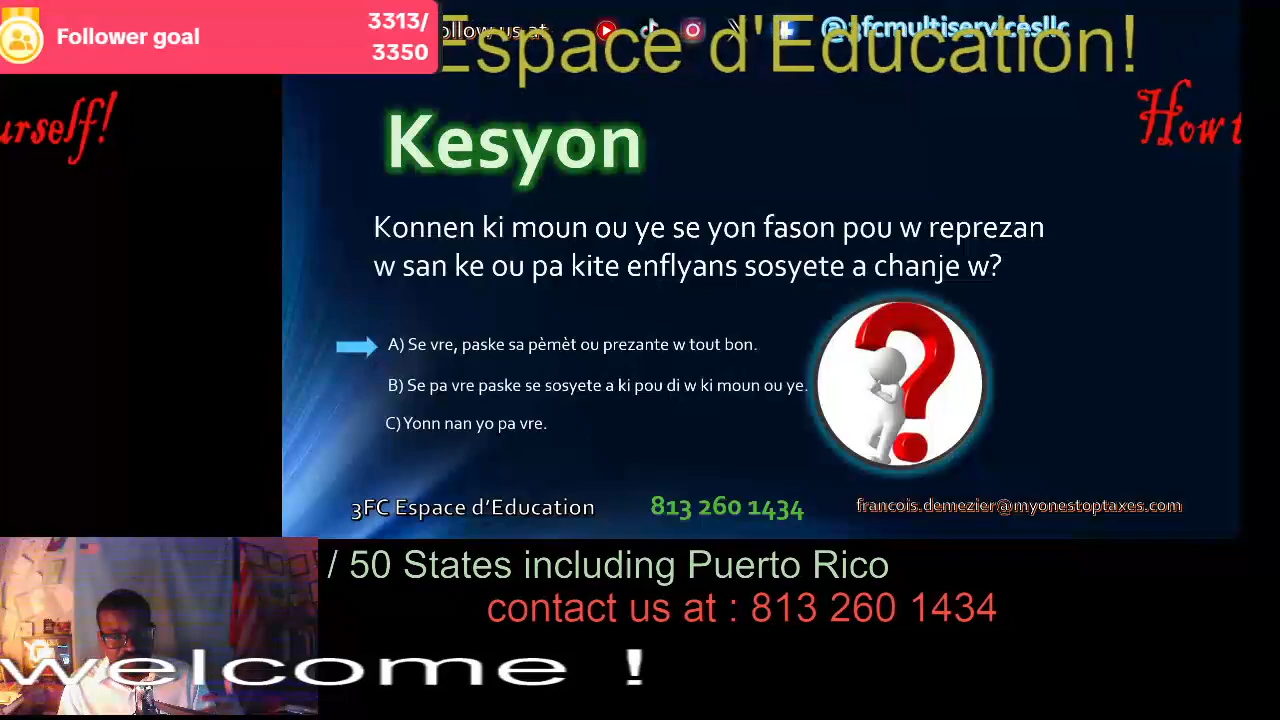 Follower goal
3313/
3350
ollow us at
@3fcmultiservicesllc
Espace d'Education!
urself!
How t
Kesyon
Konnen ki moun ou ye se yon fason pou w reprezan
w san ke ou pa kite enflyans sosyete a chanje w?
A) Se vre, paske sa pèmèt ou prezante w tout bon.
B) Se pa vre paske se sosyete a ki pou di w ki moun ou ye.
C) Yonn nan yo pa vre.
3FC Espace d'Education
813 260 1434
francois.demezier@myonestoptaxes.com
/ 50 States including Puerto Rico
contact us at : 813 260 1434
welcome !